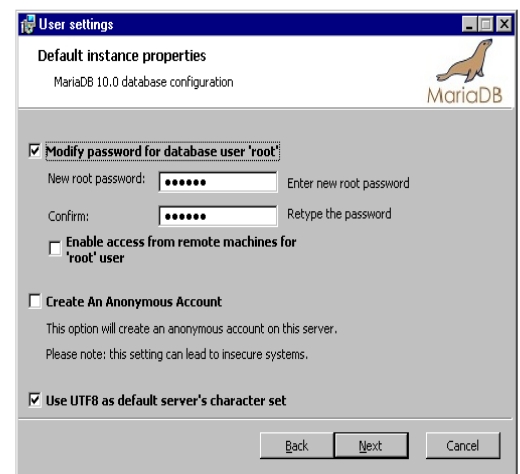 User settings
Default instance properties
MariaDB 10.0 database configuration
MariaDB
Modify password for database user 'root'
New root password: •••••• Enter new root password
Confirm: •••••• Retype the password
Enable access from remote machines for
'root' user
Create An Anonymous Account
This option will create an anonymous account on this server.
Please note: this setting can lead to insecure systems.
Use UTF8 as default server's character set
Back Next Cancel